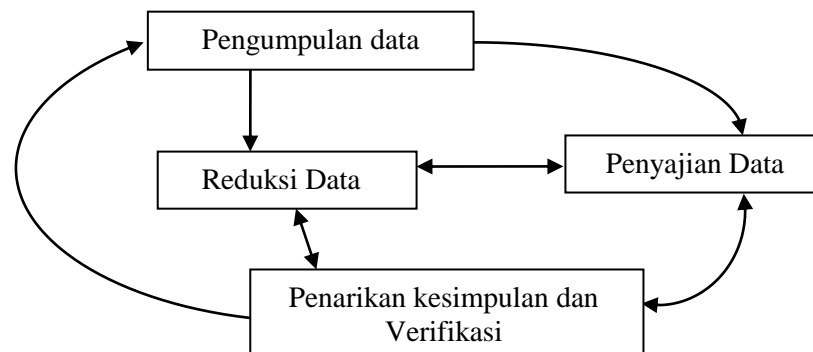 Pengumpulan data
Reduksi Data
Penyajian Data
Penarikan kesimpulan dan
Verifikasi